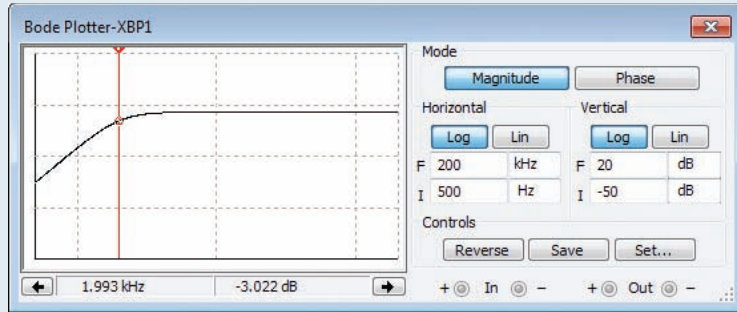 Bode Plotter-XBP1
Mode
Magnitude Phase
Horizontal Vertical
Log Lin Log Lin
F 200 kHz F 20 dB
I 500 Hz I -50 dB
Controls
Reverse Save Set...
1.993 kHz -3.022 dB + In - + Out -